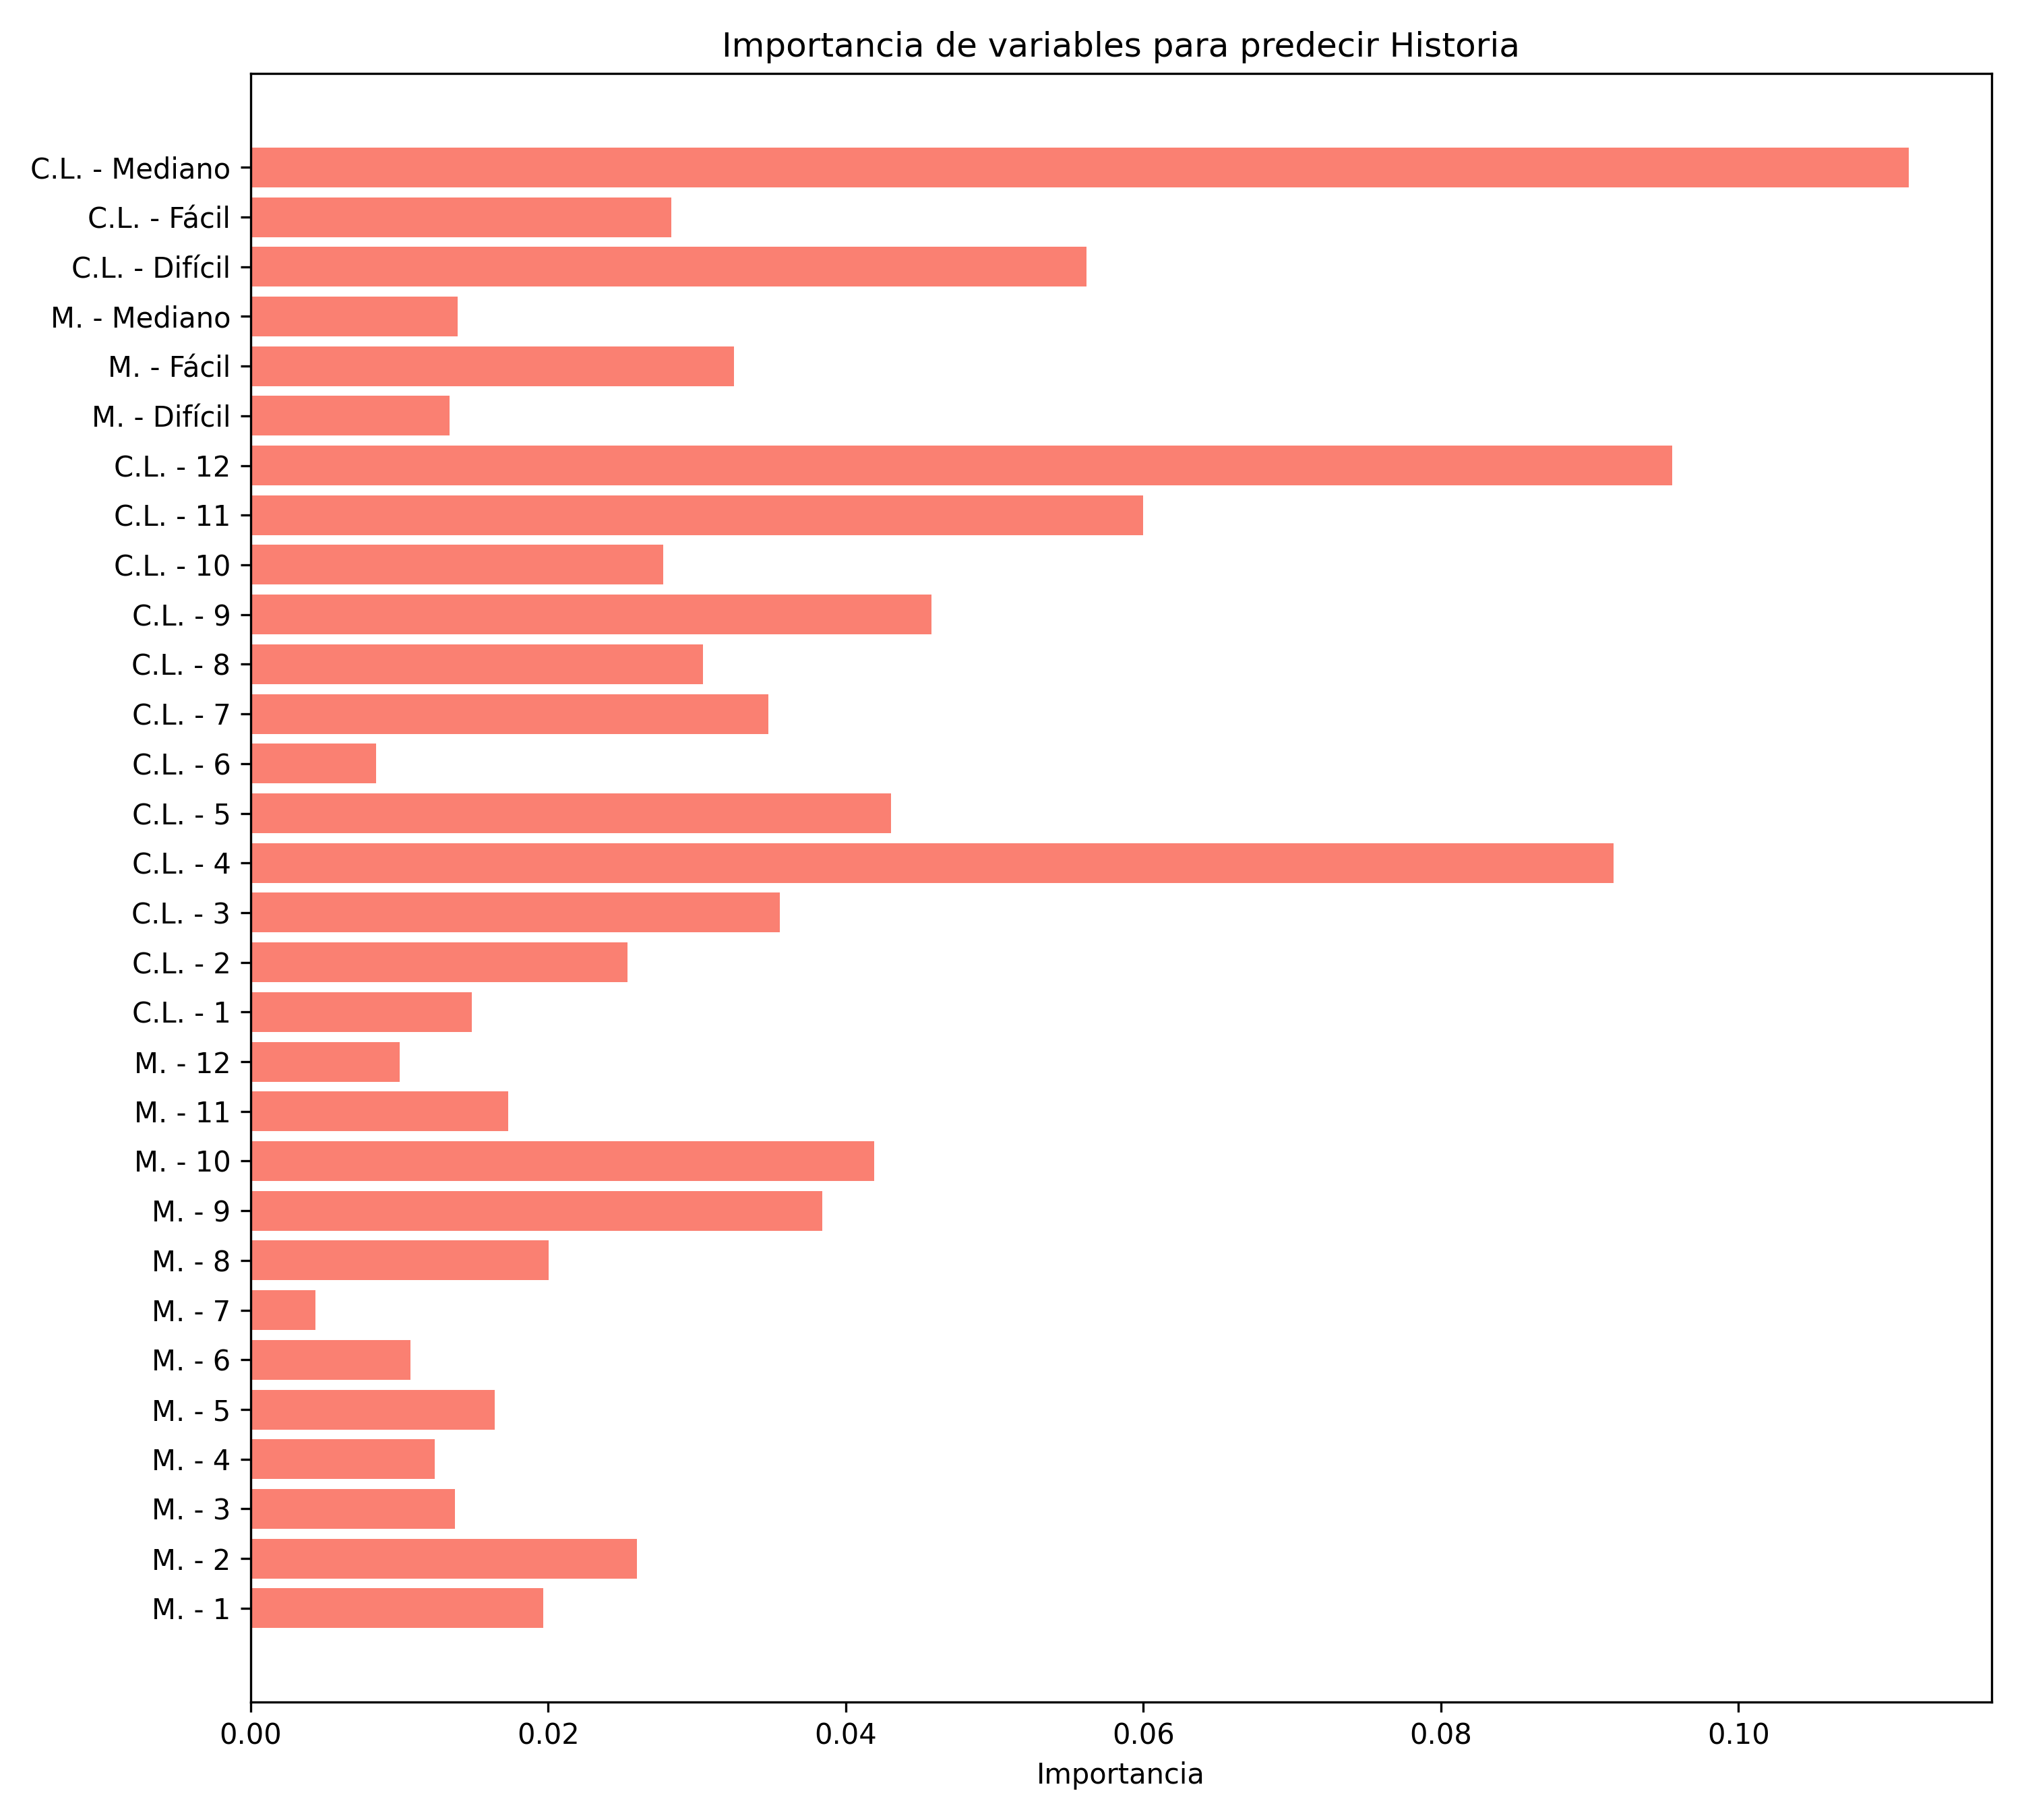 Importancia de variables para predecir Historia
C.L. - Mediano
C.L. - Fácil
C.L. - Difícil
M. - Mediano
M. - Fácil
M. - Difícil
C.L. - 12
C.L. - 11
C.L. - 10
C.L. - 9
C.L. - 8
C.L. - 7
C.L. - 6
C.L. - 5
C.L. - 4
C.L. - 3
C.L. - 2
C.L. - 1
M. - 12
M. - 11
M. - 10
M. - 9
M. - 8
M. - 7
M. - 6
M. - 5
M. - 4
M. - 3
M. - 2
M. - 1
0.00 0.02 0.04 0.06 0.08 0.10
Importancia